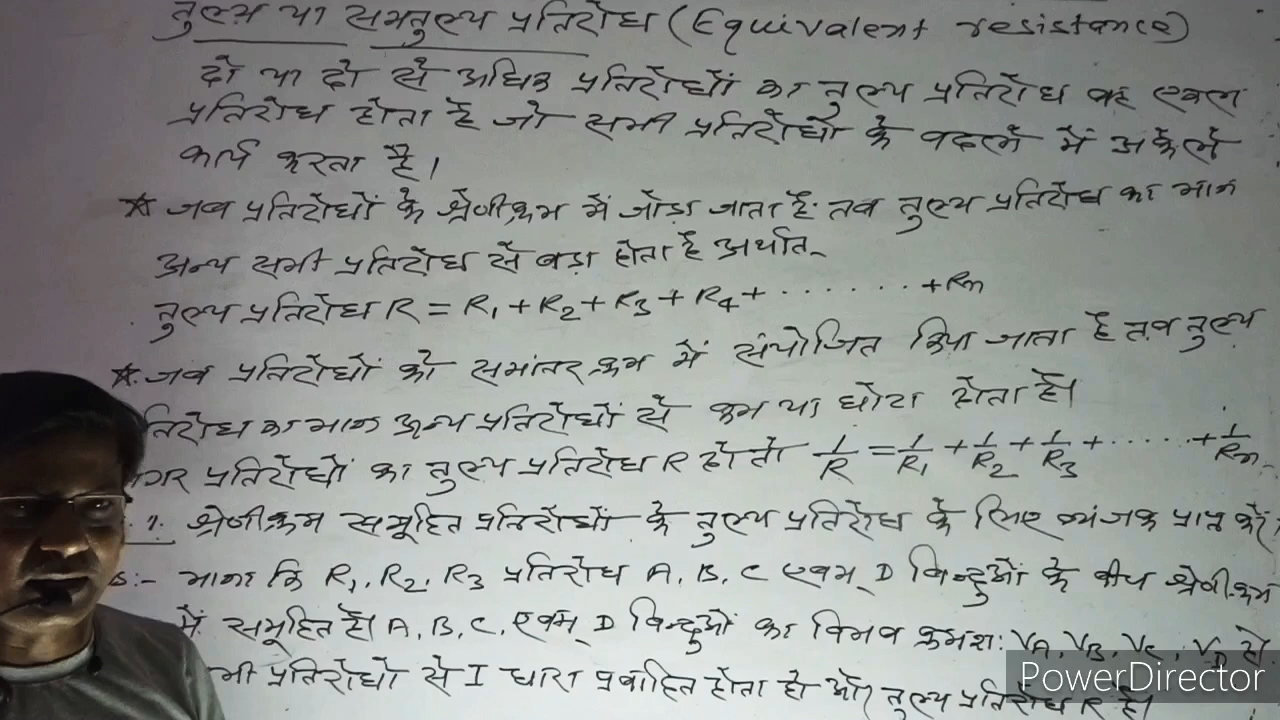 तुल्य या समतुल्य प्रतिरोध (Equivalent resistance)
दो या दो से अधिक प्रतिरोधों का तुल्य प्रतिरोध वह एकल
प्रतिरोध होता है जो सभी प्रतिरोधों के बदले में अकेले
कार्य करता है।
* जब प्रतिरोधों के श्रेणीक्रम में जोड़ा जाता है तब तुल्य प्रतिरोध का मान
अन्य सभी प्रतिरोध से बड़ा होता है अर्थात्-
तुल्य प्रतिरोध R = R₁ + R₂ + R₃ + R₄ + ........ + Rn
* जब प्रतिरोधों को समांतर क्रम में संयोजित किया जाता है तब तुल्य
तिरोध का मान अन्य प्रतिरोधों से कम या छोटा होता है।
गर प्रतिरोधों का तुल्य प्रतिरोध R हो तो 1/R = 1/R₁ + 1/R₂ + 1/R₃ + ...... + 1/Rn
1. श्रेणीक्रम समूहित प्रतिरोधों के तुल्य प्रतिरोध के लिए व्यंजक प्राप्त करें।
:- माना कि R₁, R₂, R₃ प्रतिरोध A, B, C एवम् D बिन्दुओं के बीच श्रेणीक्रम
में समूहित है। A, B, C, एवम् D बिन्दुओं का विभव क्रमशः VA, VB, VC, VD हो
भी प्रतिरोधों से I धारा प्रवाहित होता हो और तुल्य प्रतिरोध R है।
PowerDirector